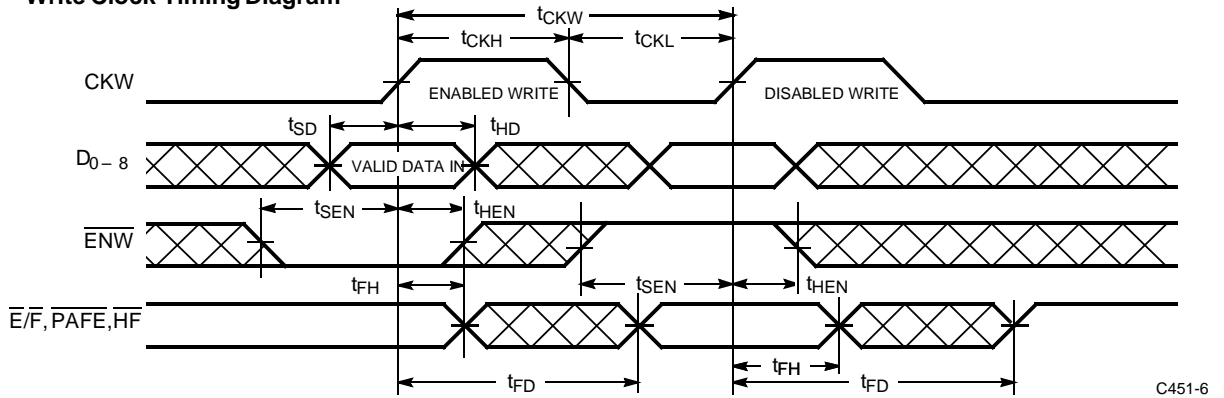 Write Clock Timing Diagram
tCKW
tCKH
tCKL
CKW
ENABLED WRITE
DISABLED WRITE
tSD
tHD
D0 – 8
VALID DATA IN
tSEN
tHEN
ENW
tFH
tSEN
tHEN
E/F, PAFE, HF
tFH
tFD
tFD
C451-6